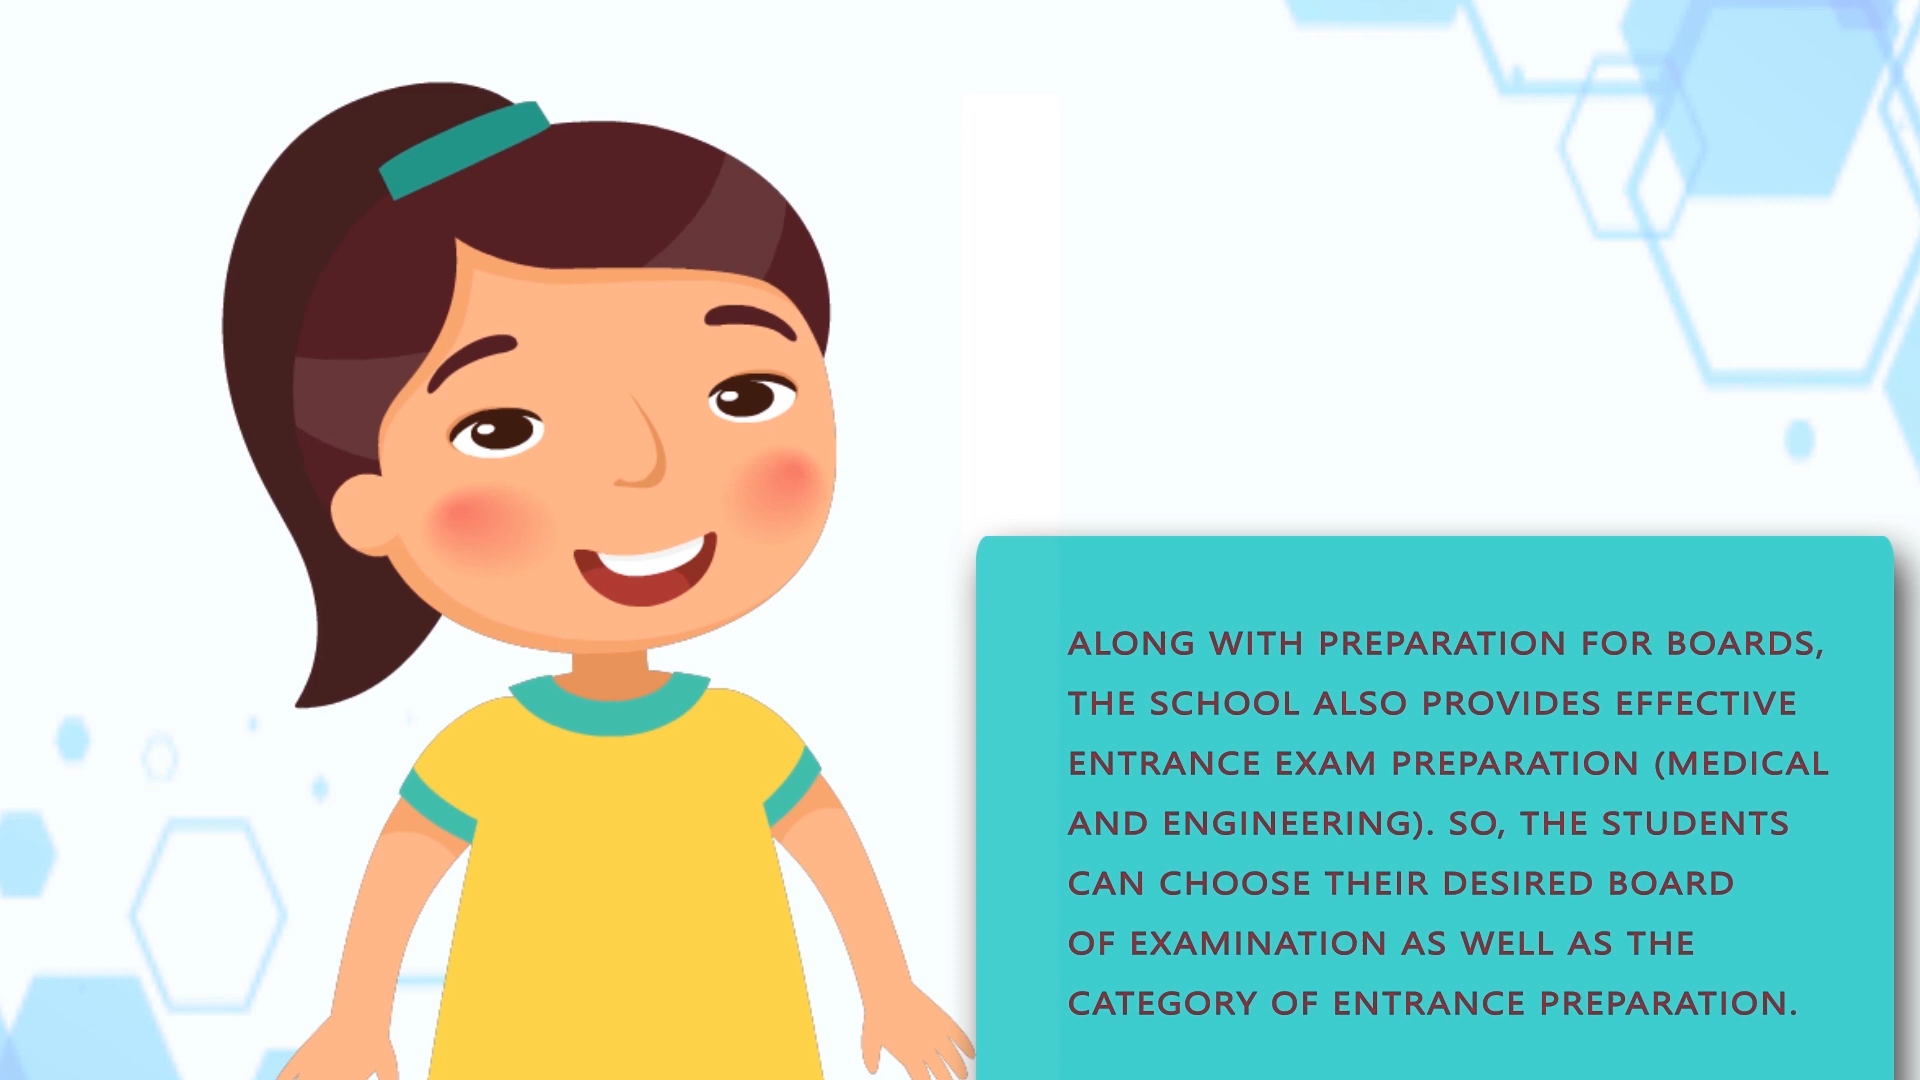 ALONG WITH PREPARATION FOR BOARDS,
THE SCHOOL ALSO PROVIDES EFFECTIVE
ENTRANCE EXAM PREPARATION (MEDICAL
AND ENGINEERING). SO, THE STUDENTS
CAN CHOOSE THEIR DESIRED BOARD
OF EXAMINATION AS WELL AS THE
CATEGORY OF ENTRANCE PREPARATION.